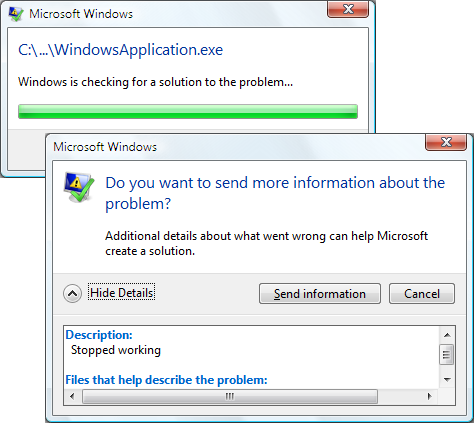 Microsoft Windows
C:\...\WindowsApplication.exe
Windows is checking for a solution to the problem...
Microsoft Windows
Do you want to send more information about the
problem?
Additional details about what went wrong can help Microsoft
create a solution.
Hide Details
Send information
Cancel
Description:
Stopped working
Files that help describe the problem: